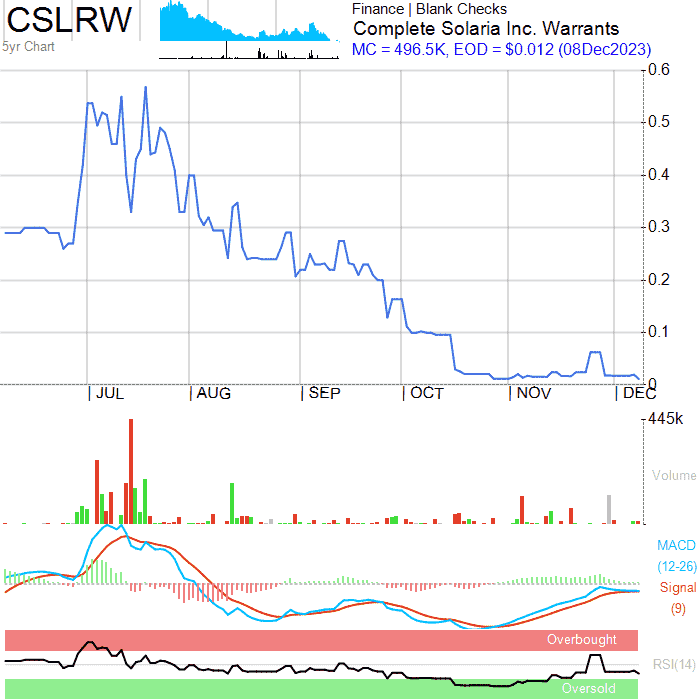 CSLRW
5yr Chart
Finance | Blank Checks
Complete Solaria Inc. Warrants
MC = 496.5K, EOD = $0.012 (08Dec2023)
0.6
0.5
0.4
0.3
0.2
0.1
0
JUL AUG SEP OCT NOV DEC
445k
Volume
MACD
(12-26)
Signal
(9)
Overbought
RSI(14)
Oversold